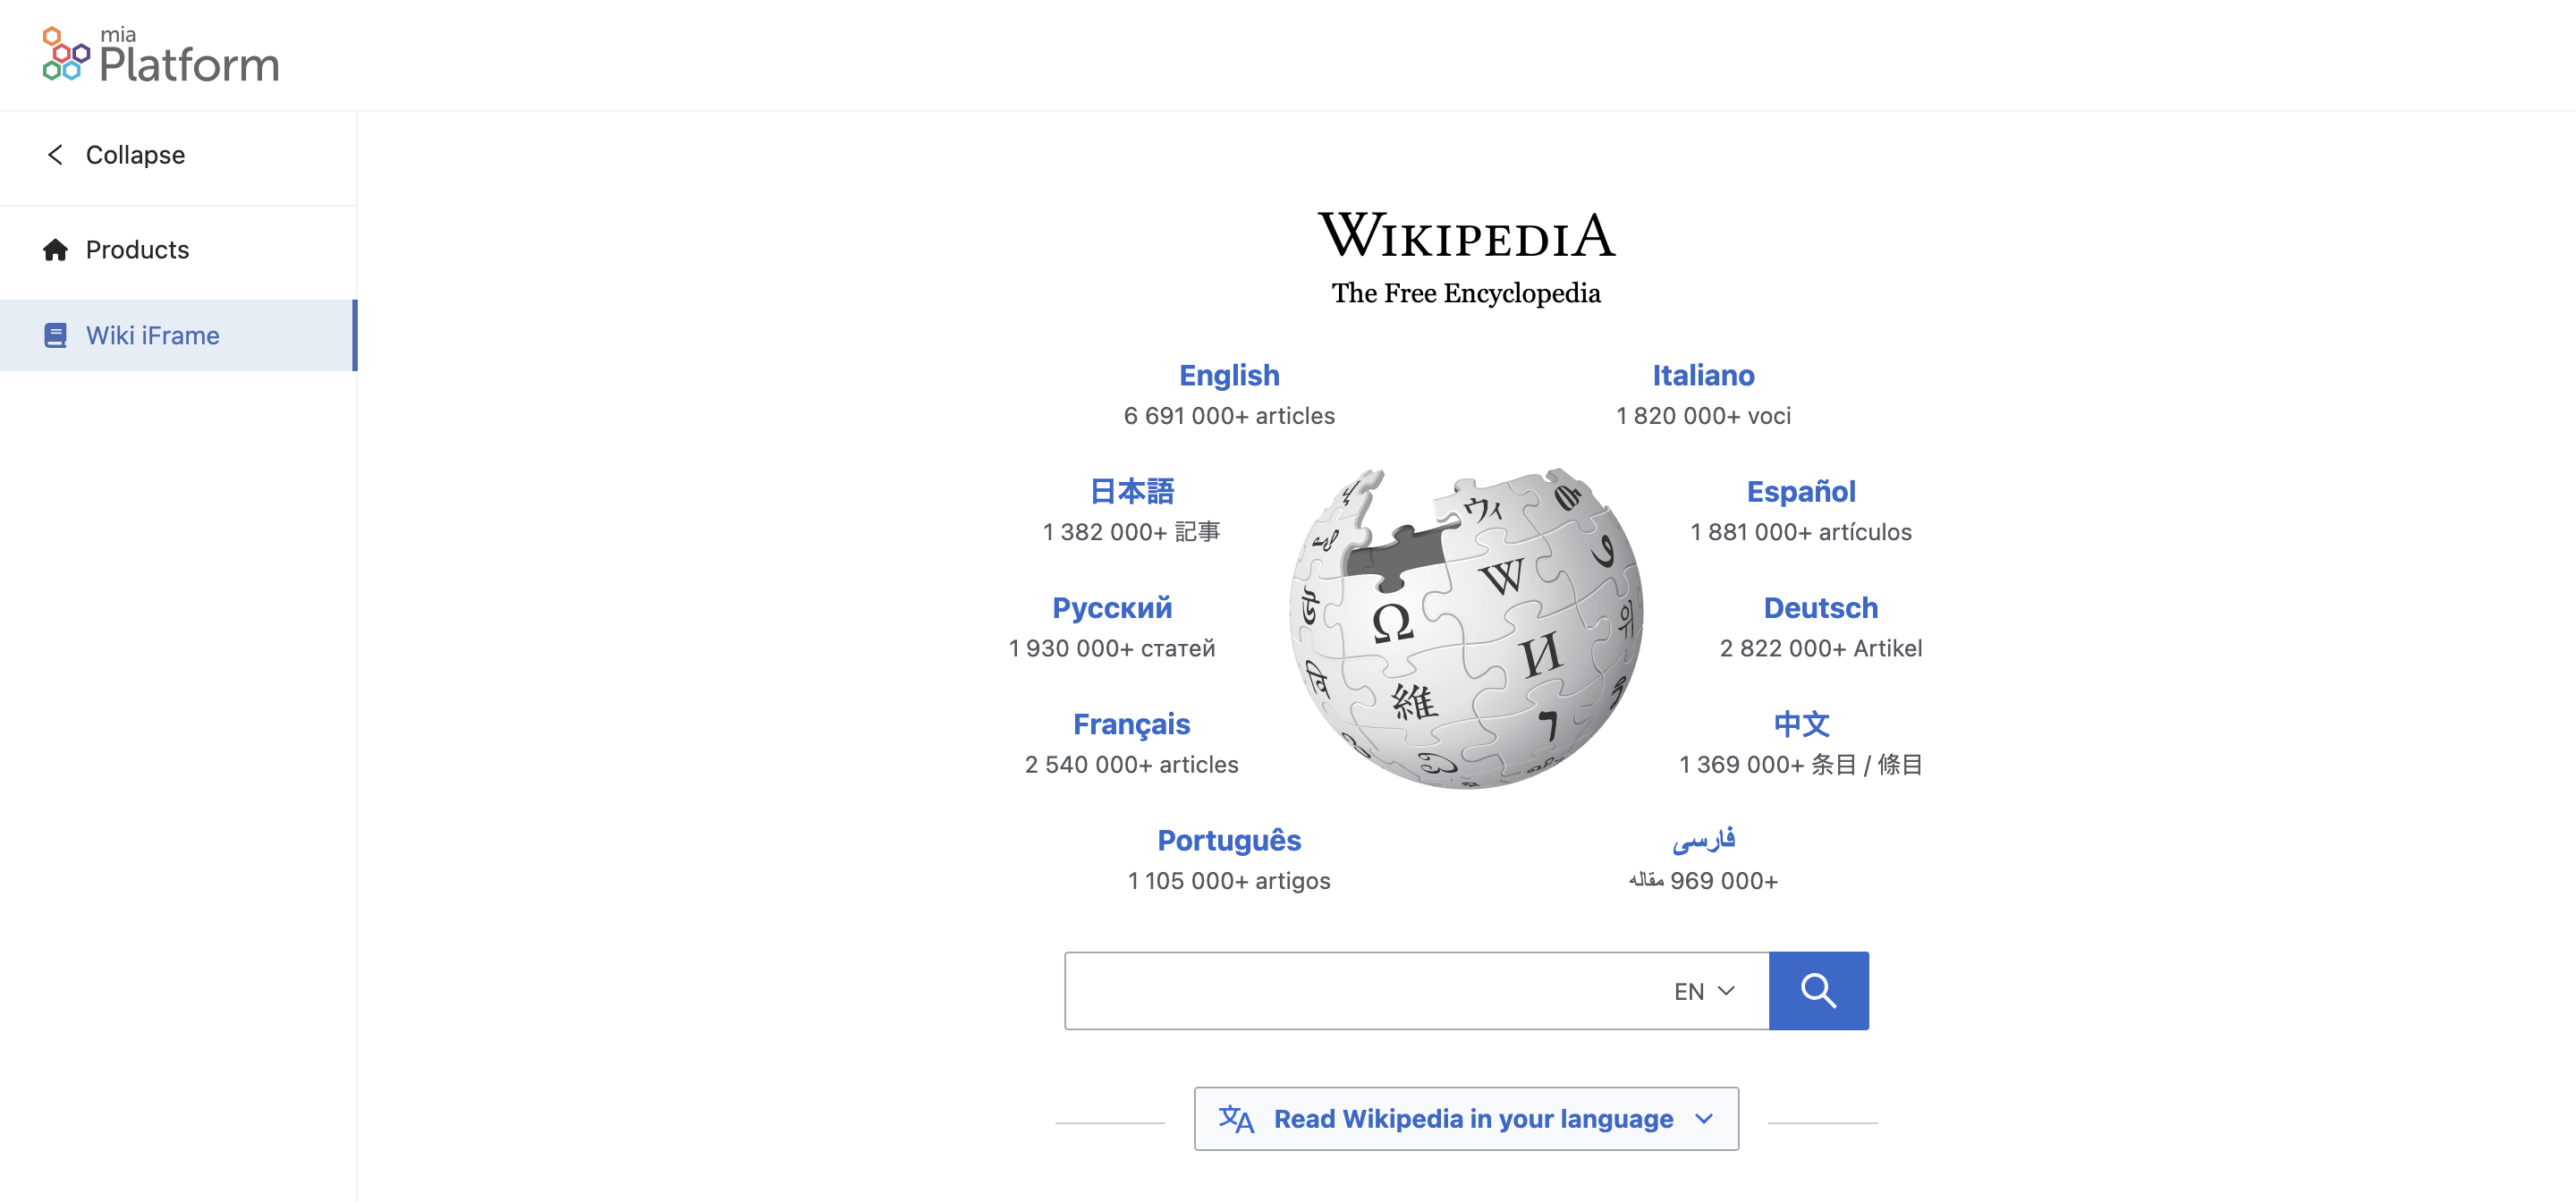 mia
Platform
Collapse
Products
Wiki iFrame
WIKIPEDIA
The Free Encyclopedia
English
6 691 000+ articles
Italiano
1 820 000+ voci
日本語
1 382 000+ 記事
Español
1 881 000+ artículos
Русский
1 930 000+ статей
Deutsch
2 822 000+ Artikel
Français
2 540 000+ articles
中文
1 369 000+ 条目 / 條目
Português
1 105 000+ artigos
فارسی
969 000+ مقاله
Ω
W
И
維
ウィ
EN
Read Wikipedia in your language